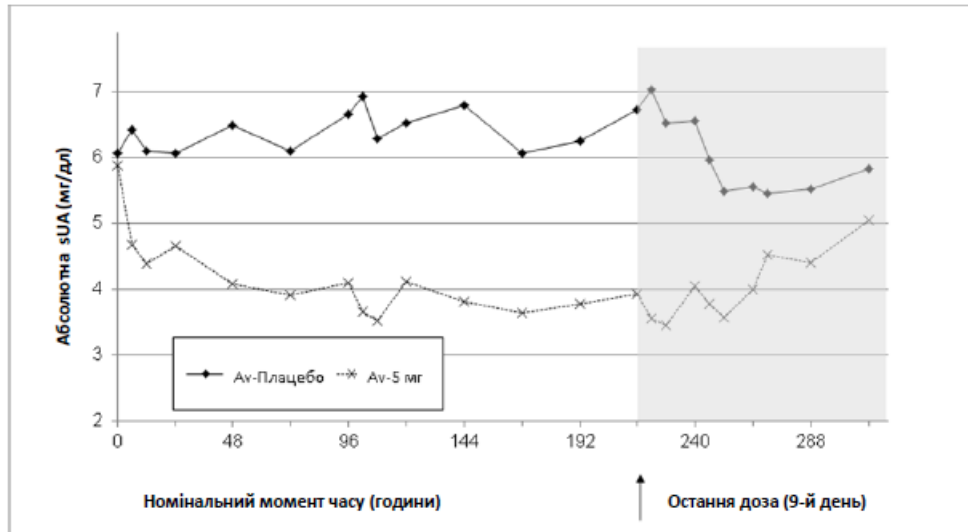 Абсолютна sUA (мг/дл)
7
6
5
4
3
2
Av-Плацебо Av-5 мг
0 48 96 144 192 240 288
Номінальний момент часу (години) Остання доза (9-й день)